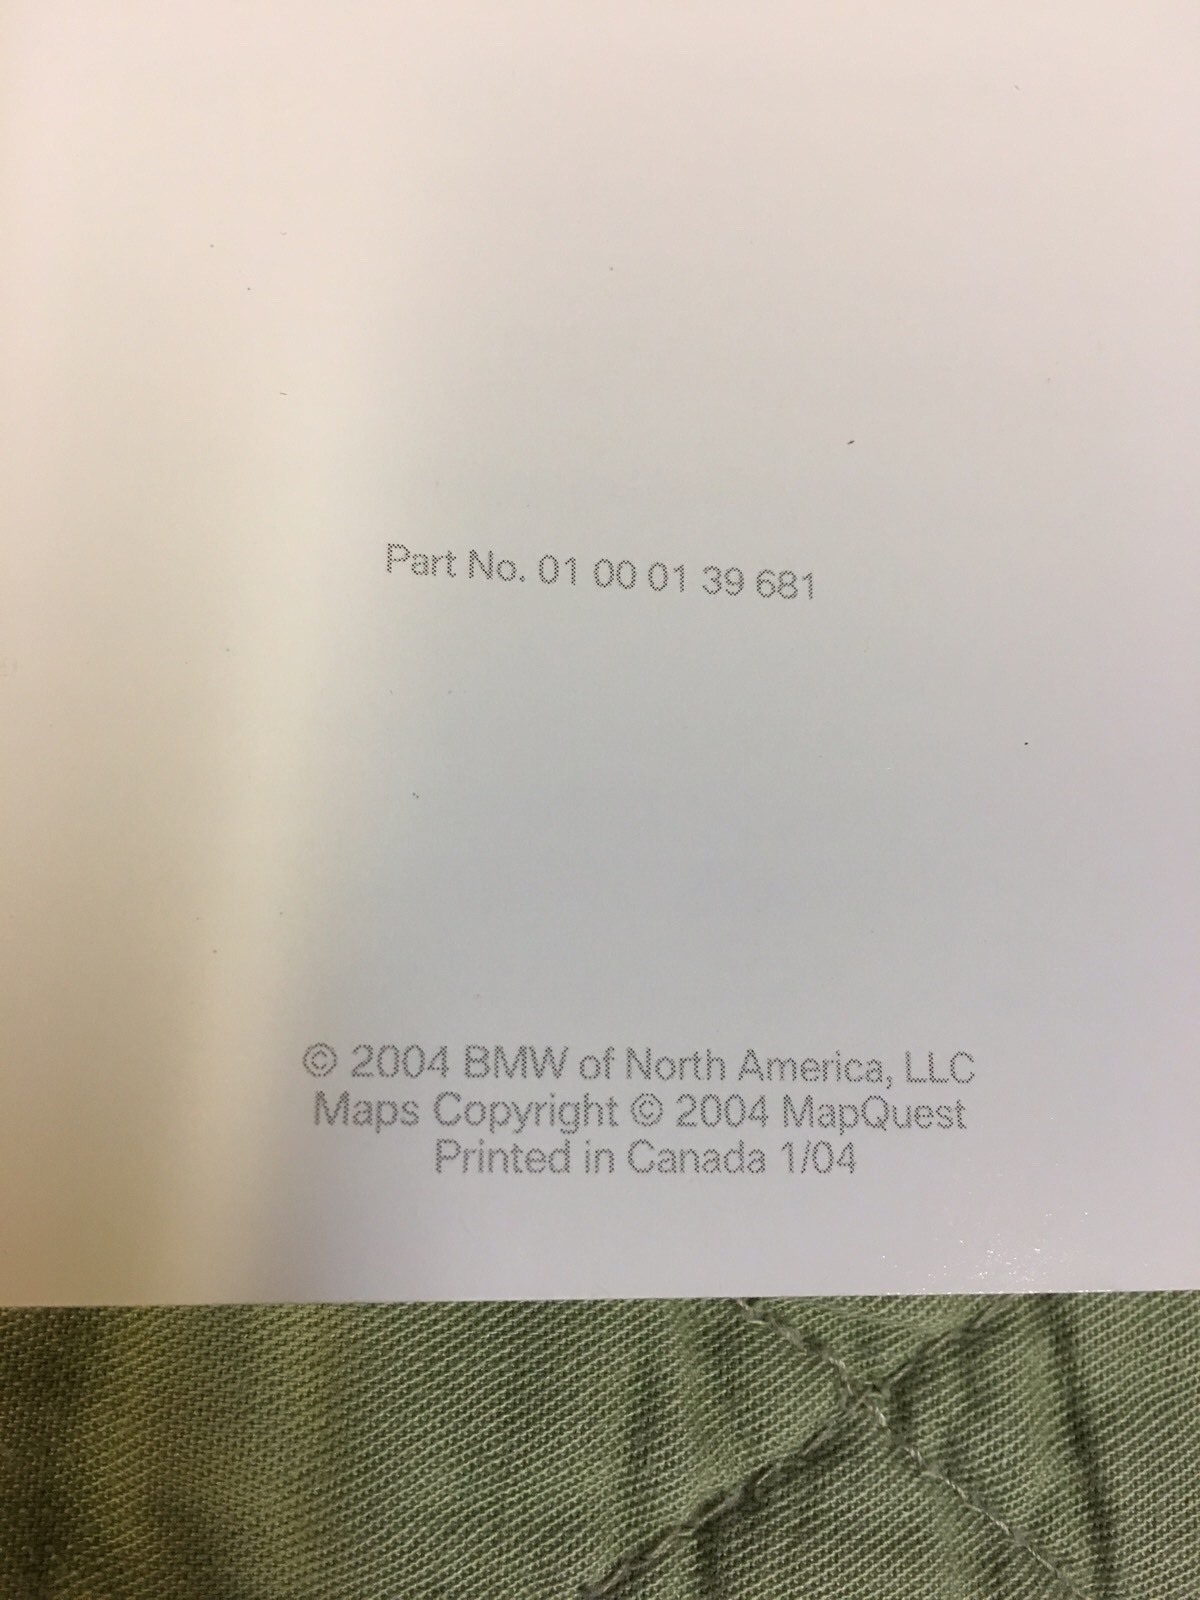 Part No. 01 00 01 39 681
© 2004 BMW of North America, LLC
Maps Copyright © 2004 MapQuest
Printed in Canada 1/04